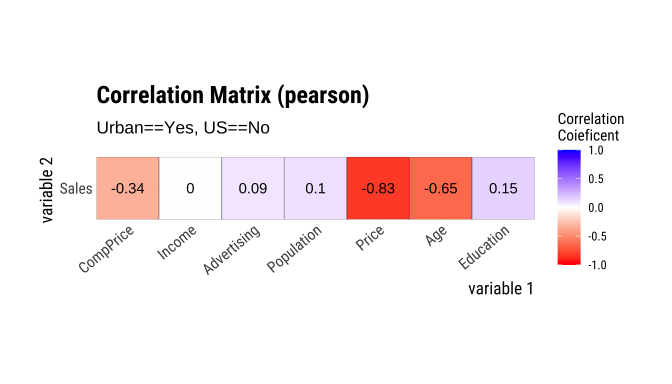 Correlation Matrix (pearson)
Urban==Yes, US==No
Correlation
Coieficent
1.0
0.5
0.0
-0.5
-1.0
variable 2
Sales
-0.34 0 0.09 0.1 -0.83 -0.65 0.15
CompPrice Income Advertising Population Price Age Education
variable 1